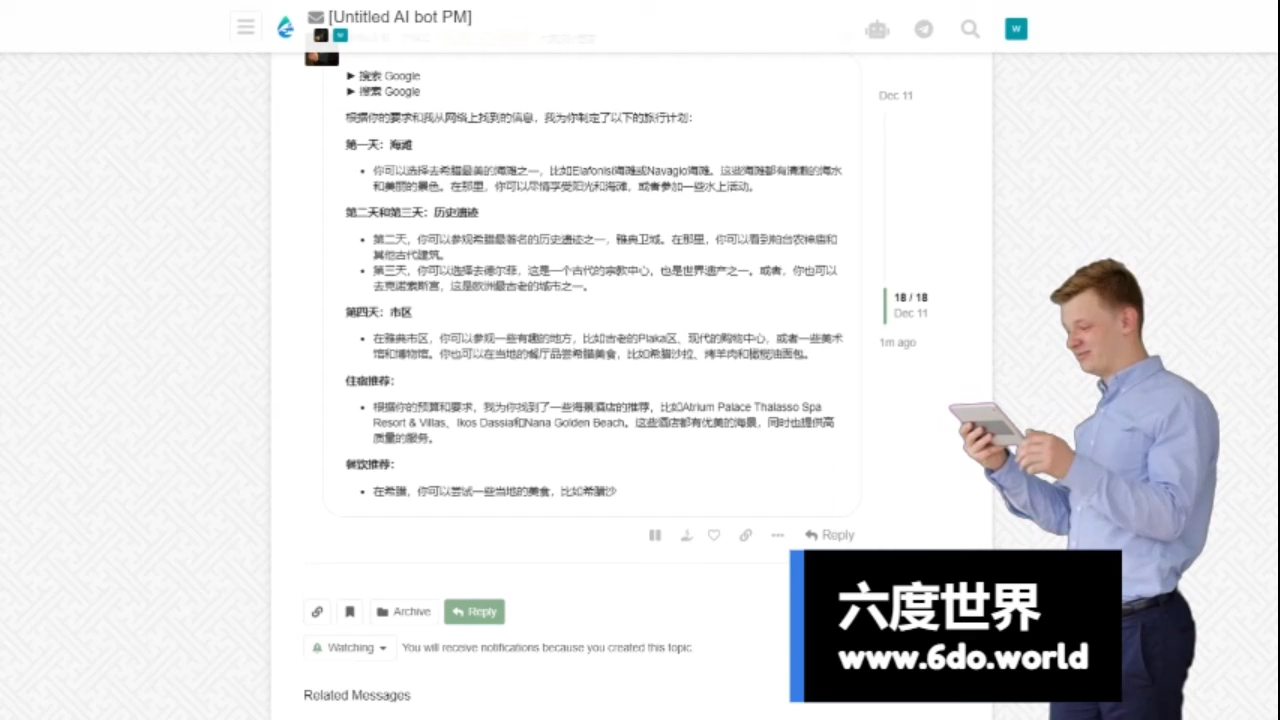 [Untitled AI bot PM]
W
W
▶ 搜索 Google
▶ 搜索 Google
Dec 11
根据你的要求和我从网络上找到的信息，我为你制定了以下的旅行计划：
第一天：海滩
• 你可以选择去希腊最美的海滩之一，比如Elafonisi海滩或Navagio海滩。这些海滩都有清澈的海水
和美丽的景色。在那里，你可以尽情享受阳光和海滩，或者参加一些水上活动。
第二天和第三天：历史遗迹
• 第二天，你可以参观希腊最著名的历史遗迹之一，雅典卫城。在那里，你可以看到帕台农神庙和
其他古代建筑。
• 第三天，你可以选择去德尔菲，这是一个古代的宗教中心，也是世界遗产之一。或者，你也可以
去克诺索斯宫，这是欧洲最古老的城市之一。
18 / 18
Dec 11
1m ago
第四天：市区
• 在雅典市区，你可以参观一些有趣的地方，比如古老的Plaka区、现代的购物中心，或者一些美术
馆和博物馆。你也可以在当地的餐厅品尝希腊美食，比如希腊沙拉、烤羊肉和橄榄油面包。
住宿推荐：
• 根据你的预算和要求，我为你找到了一些海景酒店的推荐，比如Atrium Palace Thalasso Spa
Resort & Villas、Ikos Dassia和Nana Golden Beach。这些酒店都有优美的海景，同时也提供高
质量的服务。
餐饮推荐：
• 在希腊，你可以尝试一些当地的美食，比如希腊沙
Reply
Archive
Reply
Watching
You will receive notifications because you created this topic.
Related Messages
六度世界
www.6do.world